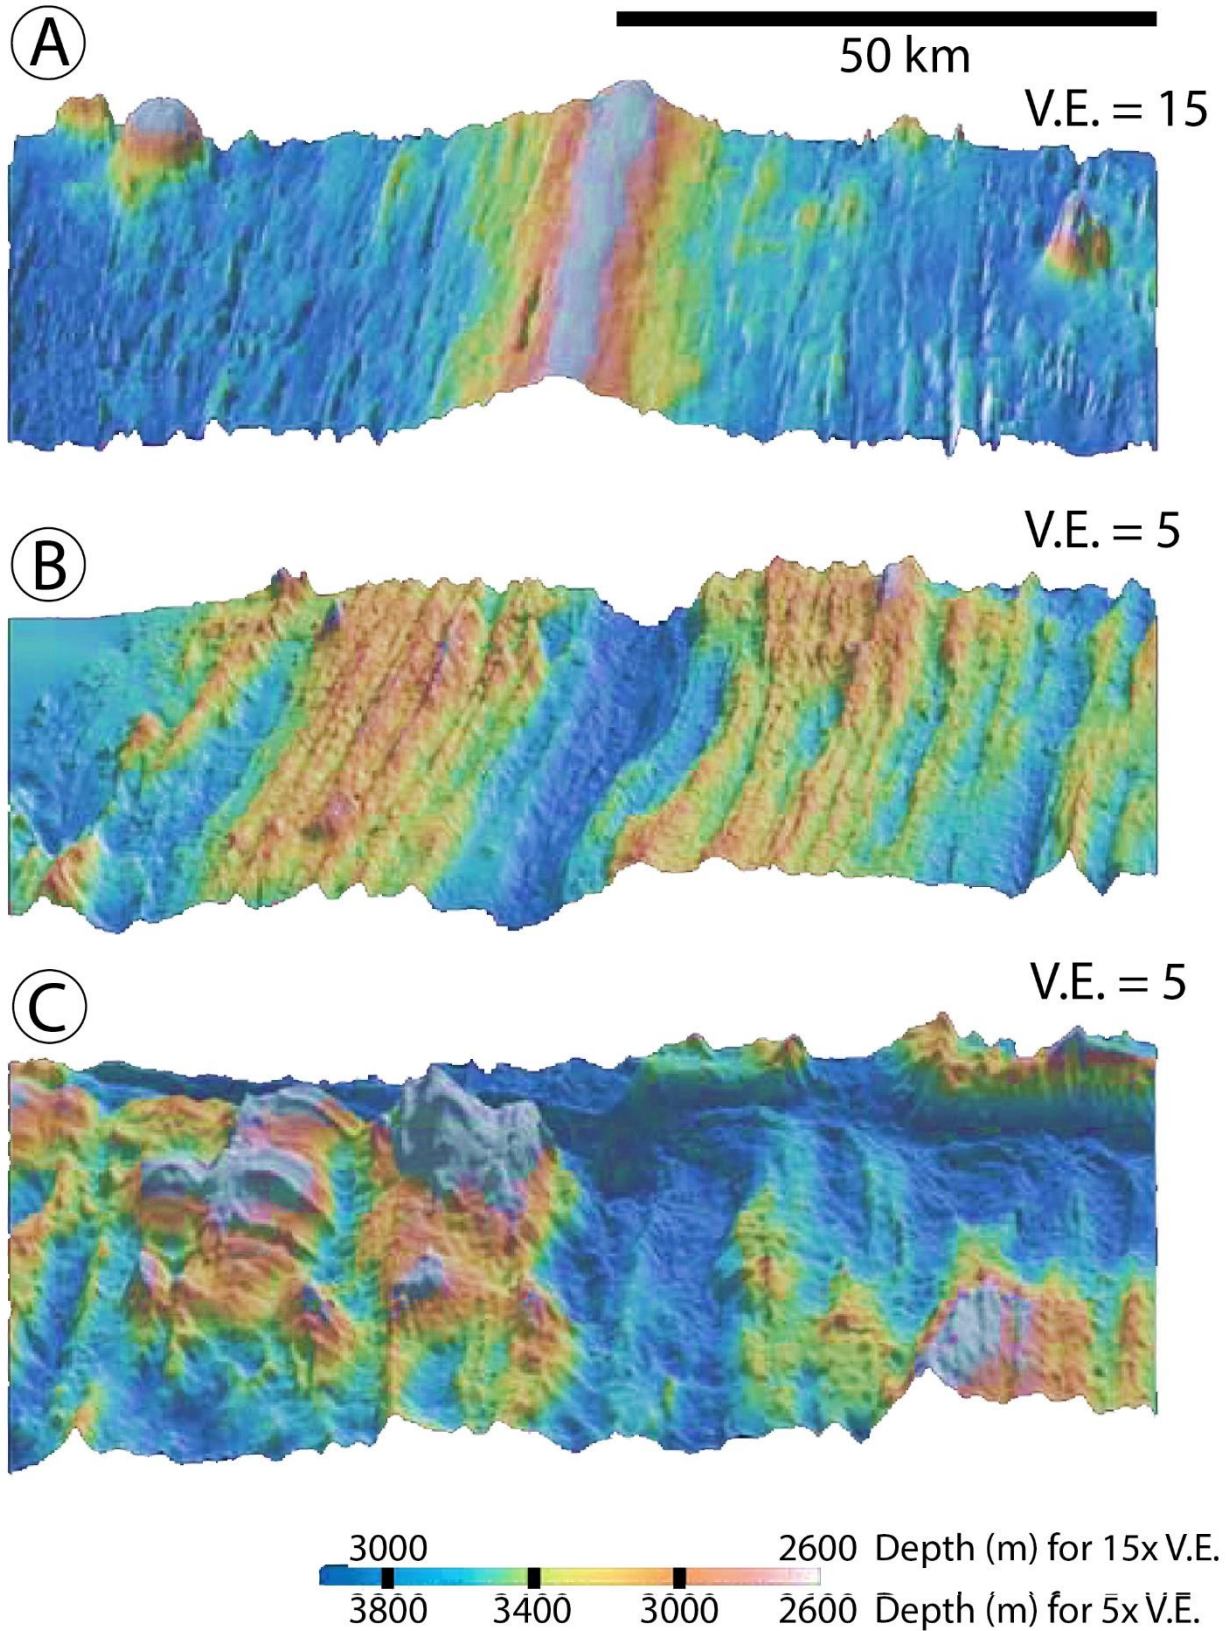 A
50 km
V.E. = 15
V.E. = 5
B
V.E. = 5
C
3000 2600 Depth (m) for 15x V.E.
3800 3400 3000 2600 Depth (m) for 5x V.E.